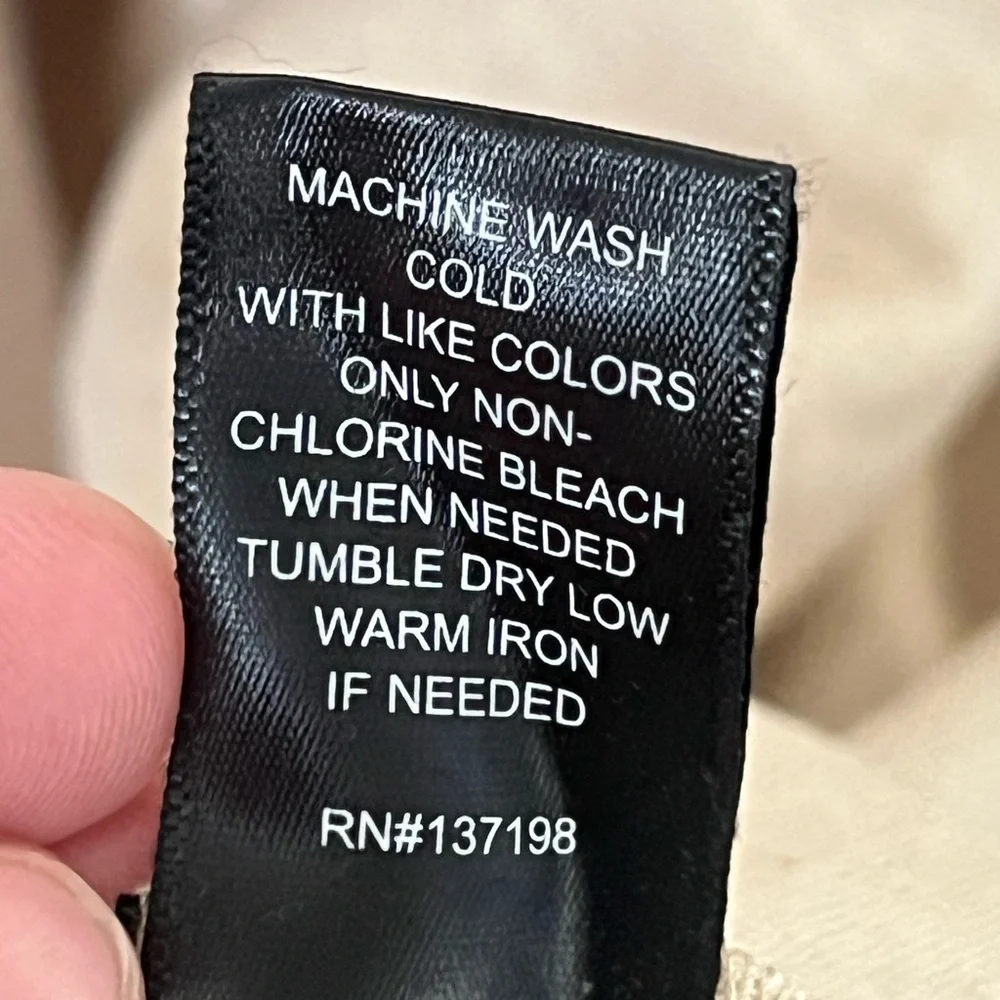 MACHINE WASH
COLD
WITH LIKE COLORS
ONLY NON-
CHLORINE BLEACH
WHEN NEEDED
TUMBLE DRY LOW
WARM IRON
IF NEEDED
RN#137198